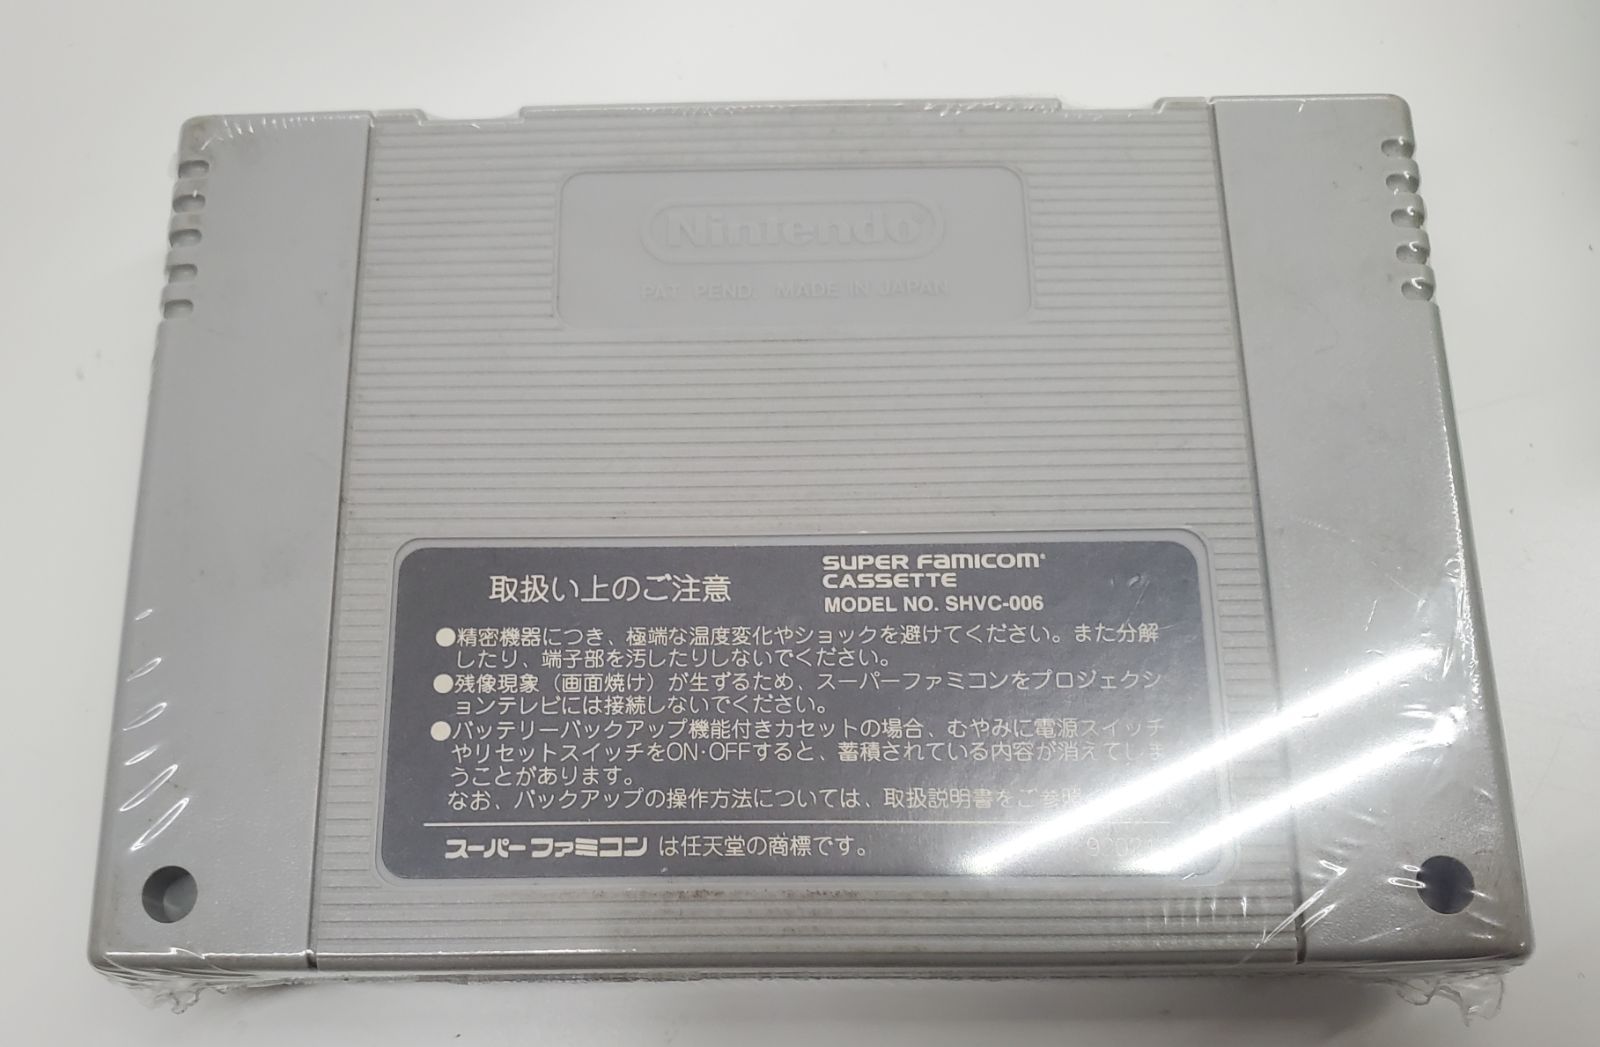 Nintendo
PAT. PEND. MADE IN JAPAN
取扱い上のご注意
SUPER FAMICOM
CASSETTE
MODEL NO. SHVC-006
●精密機器につき、極端な温度変化やショックを避けてください。また分解
したり、端子部を汚したりしないでください。
●残像現象（画面焼け）が生ずるため、スーパーファミコンをプロジェクシ
ョンテレビには接続しないでください。
●バッテリーバックアップ機能付きカセットの場合、むやみに電源スイッチ
やリセットスイッチをON·OFFすると、蓄積されている内容が消えてしま
うことがあります。
なお、バックアップの操作方法については、取扱説明書をご参照
スーパーファミコンは任天堂の商標です。